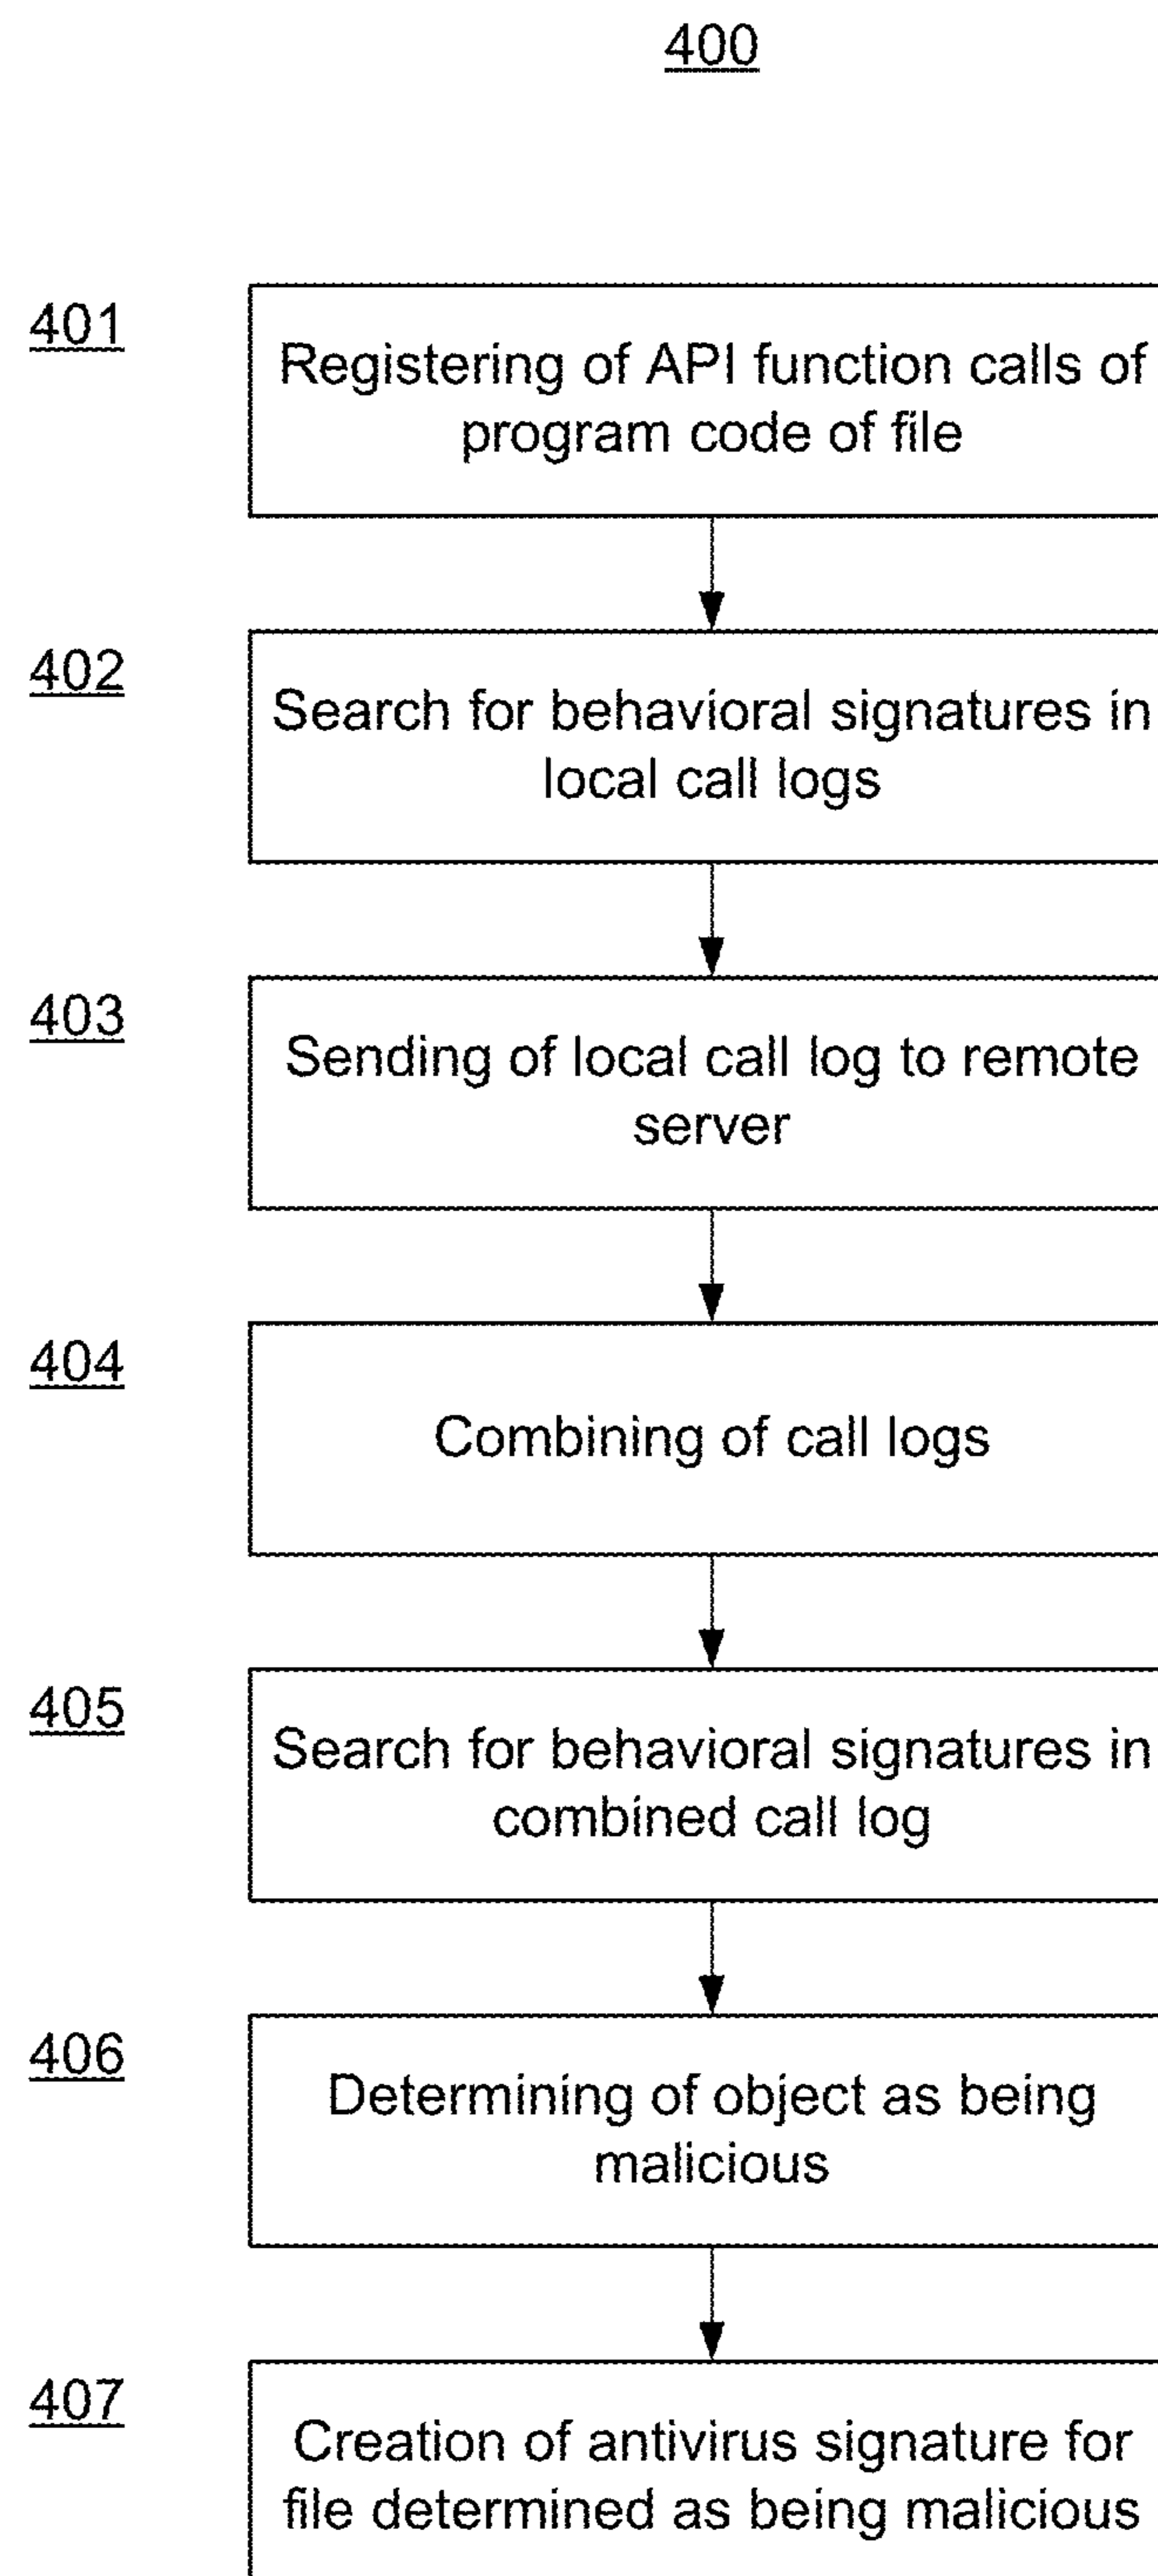 400
401
Registering of API function calls of
program code of file
402
Search for behavioral signatures in
local call logs
403
Sending of local call log to remote
server
404
Combining of call logs
405
Search for behavioral signatures in
combined call log
406
Determining of object as being
malicious
407
Creation of antivirus signature for
file determined as being malicious